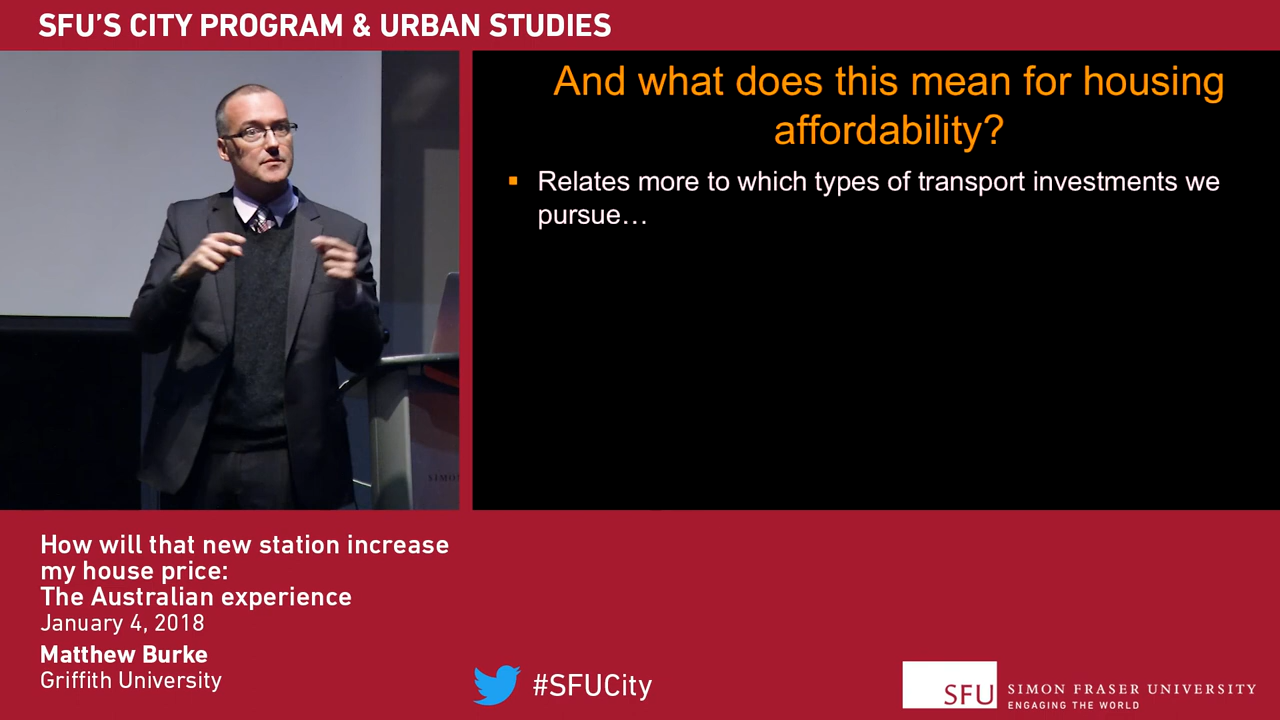 SFU'S CITY PROGRAM & URBAN STUDIES
And what does this mean for housing
affordability?
Relates more to which types of transport investments we
pursue…
SIMO
How will that new station increase
my house price:
The Australian experience
January 4, 2018
Matthew Burke
Griffith University
#SFUCity
SFU
SIMON FRASER UNIVERSITY
ENGAGING THE WORLD